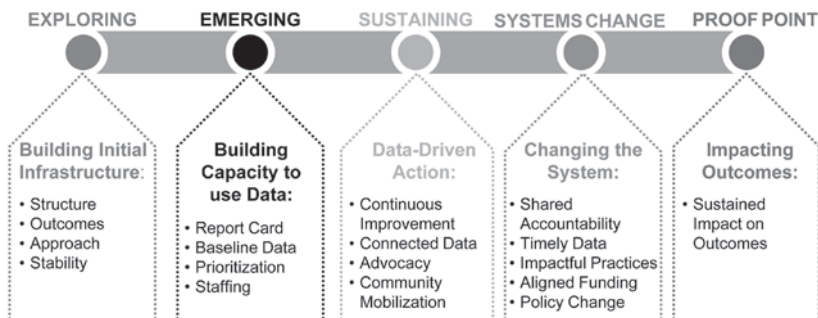 EXPLORING
EMERGING
SUSTAINING
SYSTEMS CHANGE
PROOF POINT
Building Initial
Infrastructure:
• Structure
• Outcomes
• Approach
• Stability
Building
Capacity to
use Data:
• Report Card
• Baseline Data
• Prioritization
• Staffing
Data-Driven
Action:
• Continuous
Improvement
• Connected Data
• Advocacy
• Community
Mobilization
Changing the
System:
• Shared
Accountability
• Timely Data
• Impactful Practices
• Aligned Funding
• Policy Change
Impacting
Outcomes:
• Sustained
Impact on
Outcomes